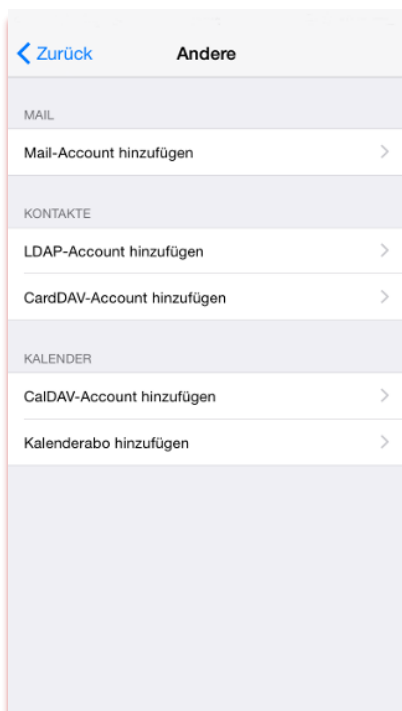 Zurück Andere
MAIL
Mail-Account hinzufügen
KONTAKTE
LDAP-Account hinzufügen
CardDAV-Account hinzufügen
KALENDER
CalDAV-Account hinzufügen
Kalenderabo hinzufügen